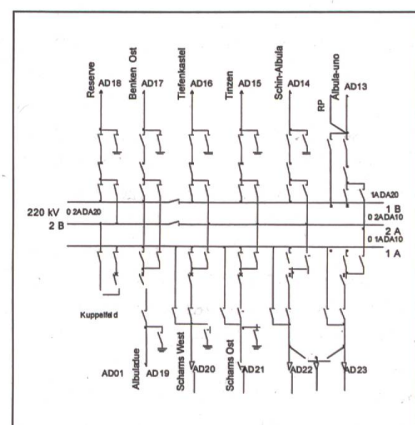 Reserve
AD18
Benken Ost
AD17
Tiefenkastel
AD16
Tinzen
AD15
Schin-Albula
AD14
RP
Albula-uno
AD13
1ADA20
220 kV
0 2ADA20
1 B
0 2ADA10
2 B
2 A
0 1ADA10
1 A
Kuppelfeld
AD01
Albulatue
AD19
Schams West
AD20
Schams Ost
AD21
AD22
AD23